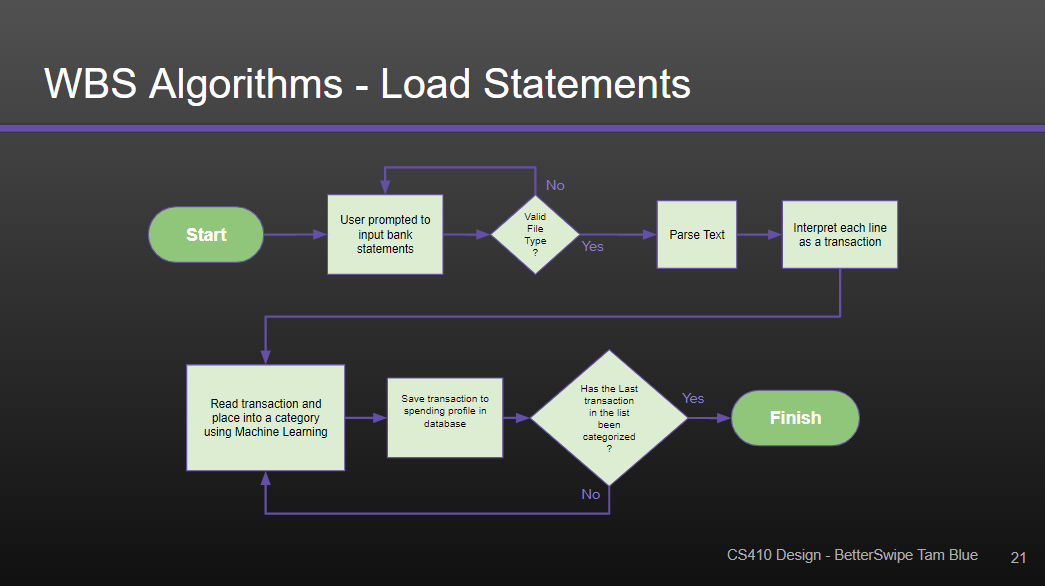 WBS Algorithms - Load Statements
Start
User prompted to
input bank
statements
No
Valid
File
Type
?
Yes
Parse Text
Interpret each line
as a transaction
Read transaction and
place into a category
using Machine Learning
Save transaction to
spending profile in
database
Has the Last
transaction
in the list
been
categorized
?
Yes
No
Finish
CS410 Design - BetterSwipe Tam Blue
21